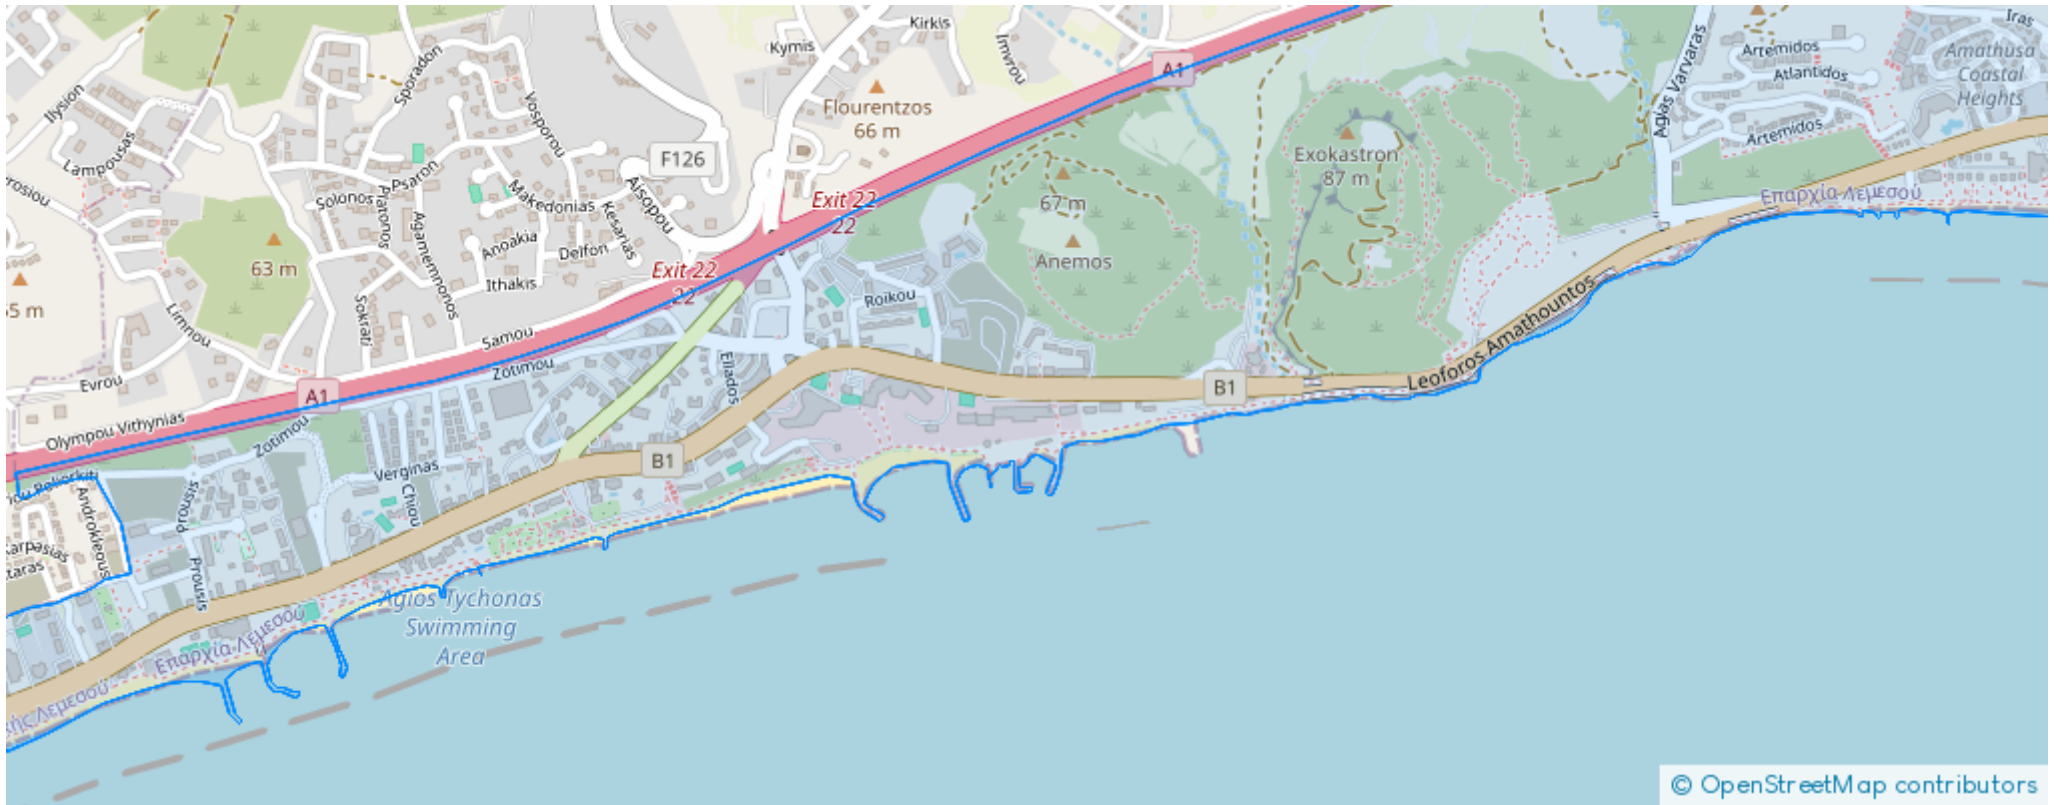 Kirkis
Kymis
Imvrou
A1
Iras
Artemidos
Amathusa
Coastal
Heights
Atlantidos
Artemidos
Agias Varvaras
Ilysion
Sporadon
Vosporou
Flourentzos
66 m
F126
Lampousas
Exokastron
87 m
Psaron
Solonos
Platonos
Makedonias
Aisopou
Kesarias
Agamemnonos
Exit 22
22
67 m
Επαρχία Λεμεσού
Anoakia
Delfon
Anemos
63 m
Exit 22
22
Ithakis
Roikou
55 m
Limnou
Sokrati
Samou
Leoforos Amathountos
Zotimou
Ellados
Evrou
A1
B1
Olympou Vithynias
Zotimou
B1
Verginas
Chiou
Androkleous
Prousis
Karpasias
Prousis
Agios Tychonas
Swimming
Area
Επαρχία Λεμεσού
Λεμεσού
© OpenStreetMap contributors